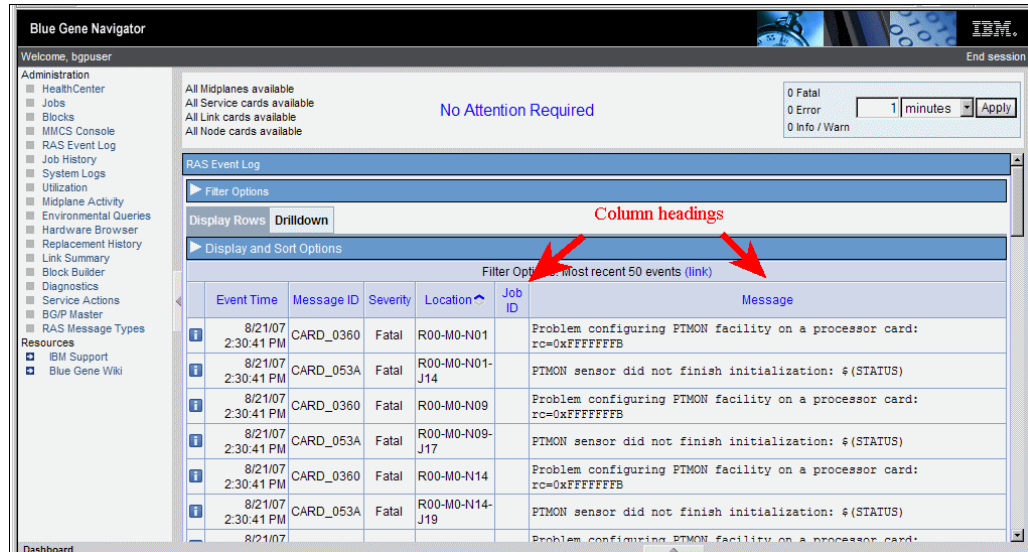 Blue Gene Navigator
IBM.
Welcome, bgpuser
End session
Administration
HealthCenter
Jobs
Blocks
MMCS Console
RAS Event Log
Job History
System Logs
Utilization
Midplane Activity
Environmental Queries
Hardware Browser
Replacement History
Link Summary
Block Builder
Diagnostics
Service Actions
BG/P Master
RAS Message Types
Resources
IBM Support
Blue Gene Wiki
All Midplanes available
All Service cards available
All Link cards available
All Node cards available
No Attention Required
0 Fatal
0 Error
0 Info / Warn
1 minutes Apply
RAS Event Log
Filter Options
Display Rows Drilldown
Column headings
Display and Sort Options
Filter Options: Most recent 50 events (link)
Event Time Message ID Severity Location Job ID Message
8/21/07 2:30:41 PM CARD_0360 Fatal R00-M0-N01 Problem configuring PTMON facility on a processor card:
rc=0xFFFFFFFB
8/21/07 2:30:41 PM CARD_053A Fatal R00-M0-N01-J14 PTMON sensor did not finish initialization: $(STATUS)
8/21/07 2:30:41 PM CARD_0360 Fatal R00-M0-N09 Problem configuring PTMON facility on a processor card:
rc=0xFFFFFFFB
8/21/07 2:30:41 PM CARD_053A Fatal R00-M0-N09-J17 PTMON sensor did not finish initialization: $(STATUS)
8/21/07 2:30:41 PM CARD_0360 Fatal R00-M0-N14 Problem configuring PTMON facility on a processor card:
rc=0xFFFFFFFB
8/21/07 2:30:41 PM CARD_053A Fatal R00-M0-N14-J19 PTMON sensor did not finish initialization: $(STATUS)
8/21/07 Problem configuring PTMON facility on a processor card:
Dashboard